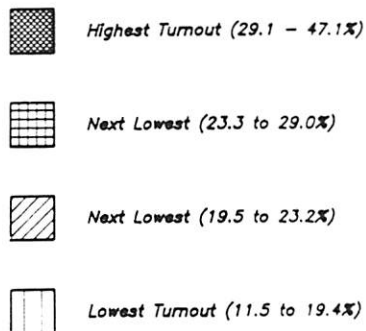 Highest Turnout (29.1 – 47.1%)
Next Lowest (23.3 to 29.0%)
Next Lowest (19.5 to 23.2%)
Lowest Turnout (11.5 to 19.4%)